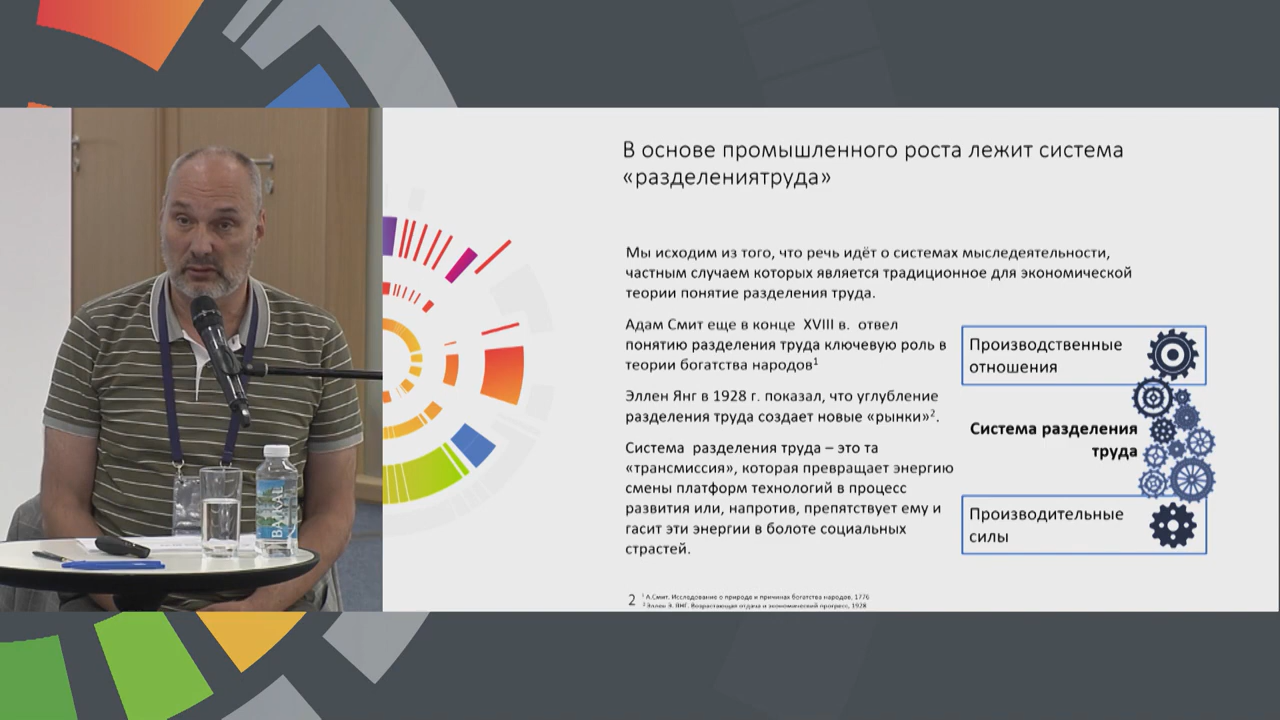 В основе промышленного роста лежит система
«разделениятруда»
Мы исходим из того, что речь идёт о системах мыследеятельности,
частным случаем которых является традиционное для экономической
теории понятие разделения труда.
Адам Смит еще в конце XVIII в. отвел
понятию разделения труда ключевую роль в
теории богатства народов¹
Эллен Янг в 1928 г. показал, что углубление
разделения труда создает новые «рынки»².
Система разделения труда – это та
«трансмиссия», которая превращает энергию
смены платформ технологий в процесс
развития или, напротив, препятствует ему и
гасит эти энергии в болоте социальных
страстей.
Производственные
отношения
Система разделения
труда
Производительные
силы
2
¹ А.Смит. Исследование о природе и причинах богатства народов, 1776
² Эллин Э. ЯНГ. Возрастающая отдача и экономический прогресс, 1928
BAIKAL